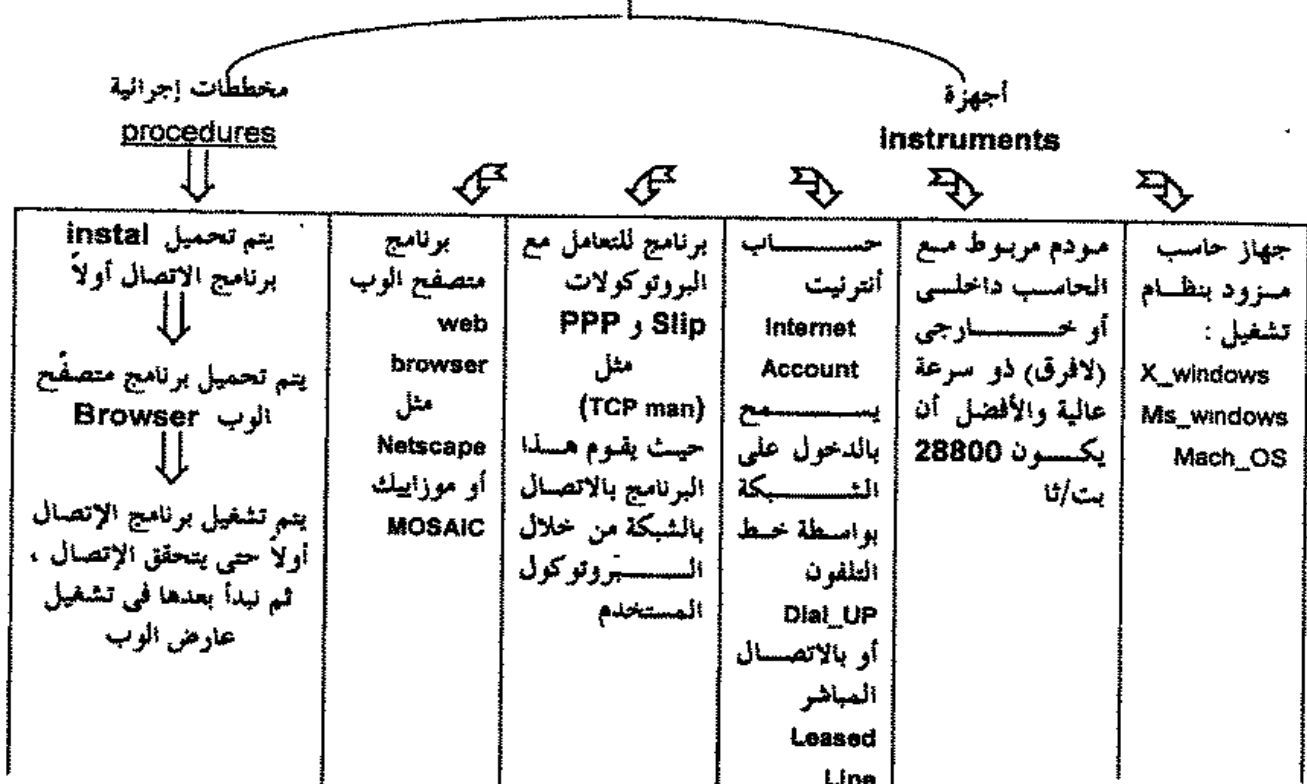 أجهزة
Instruments
مخططات إجرائية
procedures
جهاز حاسب
مزود بنظام
تشغيل :
X_windows
Ms_windows
Mach_OS
مودم مربوط مع
الحاسب داخلى
أو خارجى
(لافرق) ذو سرعة
عالية والأفضل أن
يكون 28800
بت/ثا
حساب
أنترنيت
Internet
Account
يسمح
بالدخول على
الشبكة
بواسطة خط
التلفون
Dial_UP
أو بالاتصال
المباشر
Leased
Line
برنامج للتعامل مع
البروتوكولات
Slip و PPP
مثل
(TCP man)
حيث يقوم هذا
البرنامج بالاتصال
بالشبكة من خلال
البروتوكول
المستخدم
برنامج
متصفح الوب
web
browser
مثل
Netscape
أو موزاييك
MOSAIC
يتم تحميل instal
برنامج الاتصال أولاً
يتم تحميل برنامج متصفّح
الوب Browser
يتم تشغيل برنامج الإتصال
أولاً حتى يتحقق الإتصال ،
ثم نبدأ بعدها فى تشغيل
عارض الوب